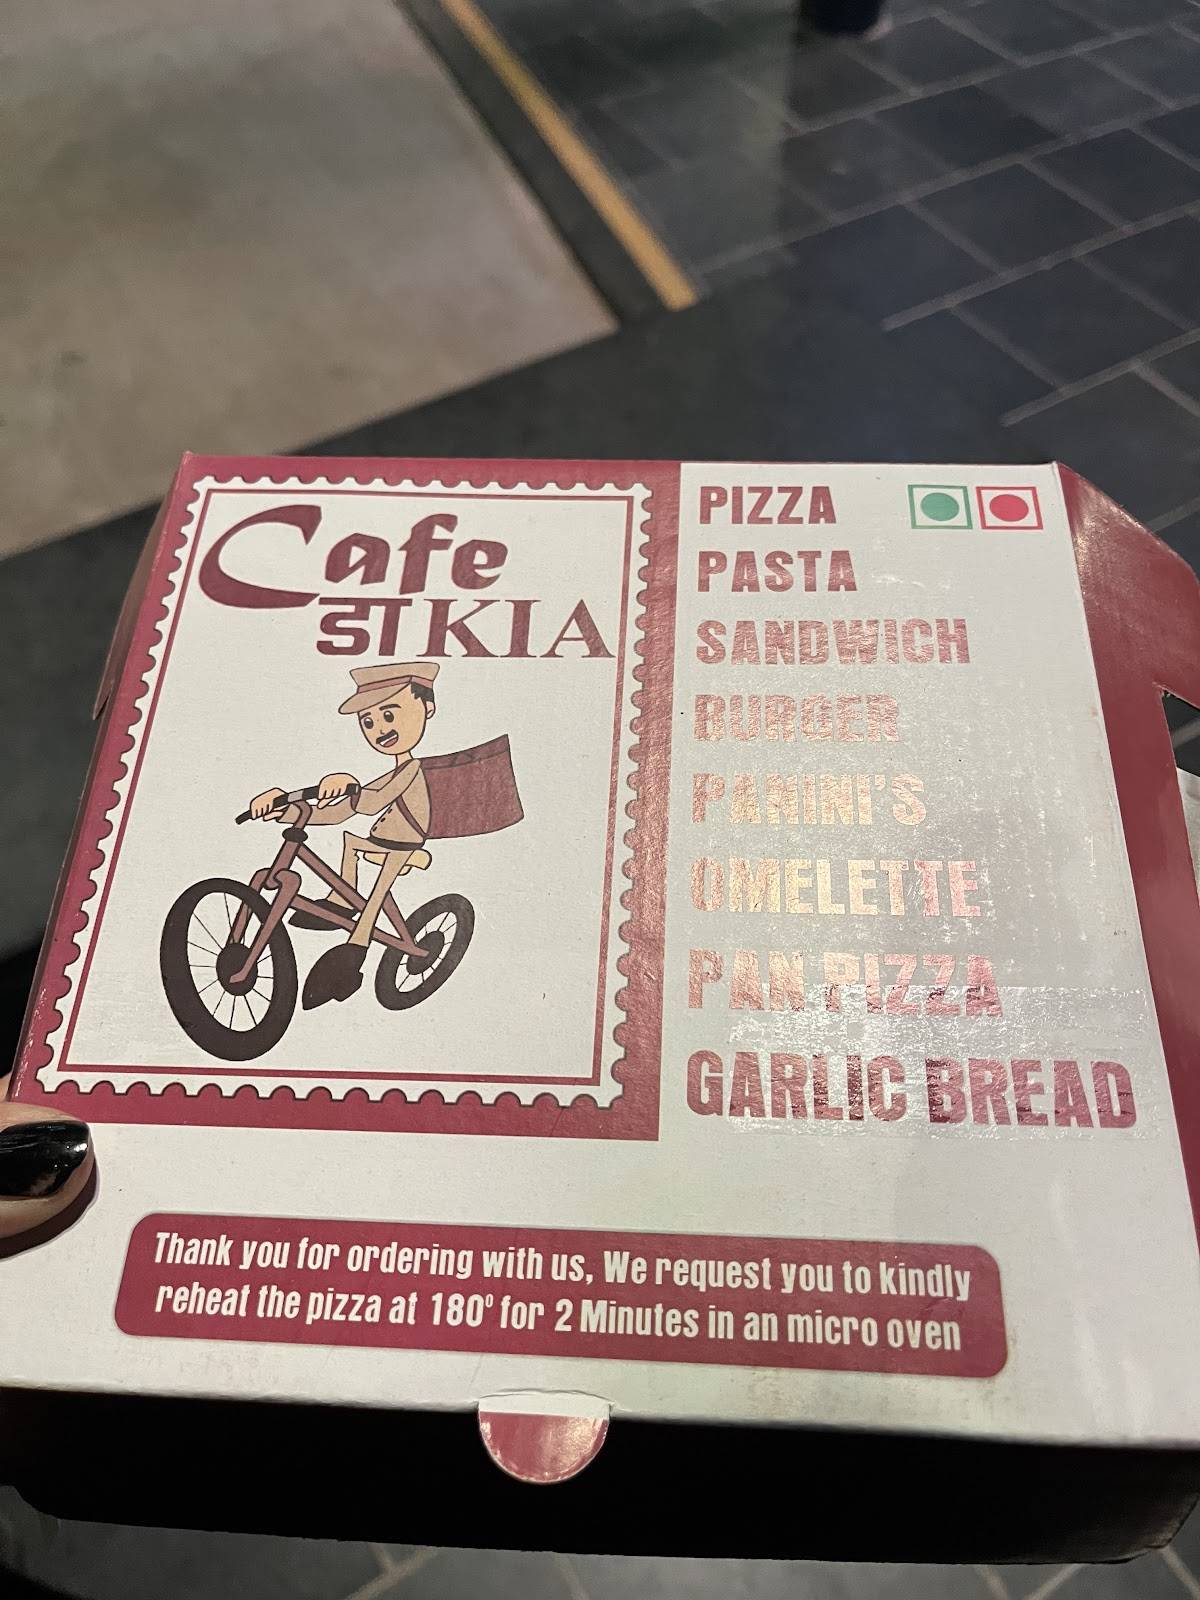 Cafe
डाKIA
PIZZA
PASTA
SANDWICH
BURGER
PANINI'S
OMELETTE
PAN PIZZA
GARLIC BREAD
Thank you for ordering with us, We request you to kindly
reheat the pizza at 180⁰ for 2 Minutes in an micro oven